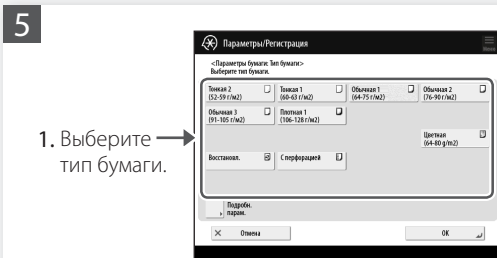 5
Параметры/Регистрация
<Параметры бумаги: Тип бумаги>
Выберите тип бумаги.
Тонкая 2 Тонкая 1 Обычная 1 Обычная 2
(52-59 г/м2) (60-63 г/м2) (64-75 г/м2) (76-90 г/м2)
Обычная 3 Плотная 1
(91-105 г/м2) (106-128 г/м2)
Цветная
(64-80 g/m2)
1. Выберите
тип бумаги.
Восстановл. С перфорацией
Подробн.
парам.
Отмена OK